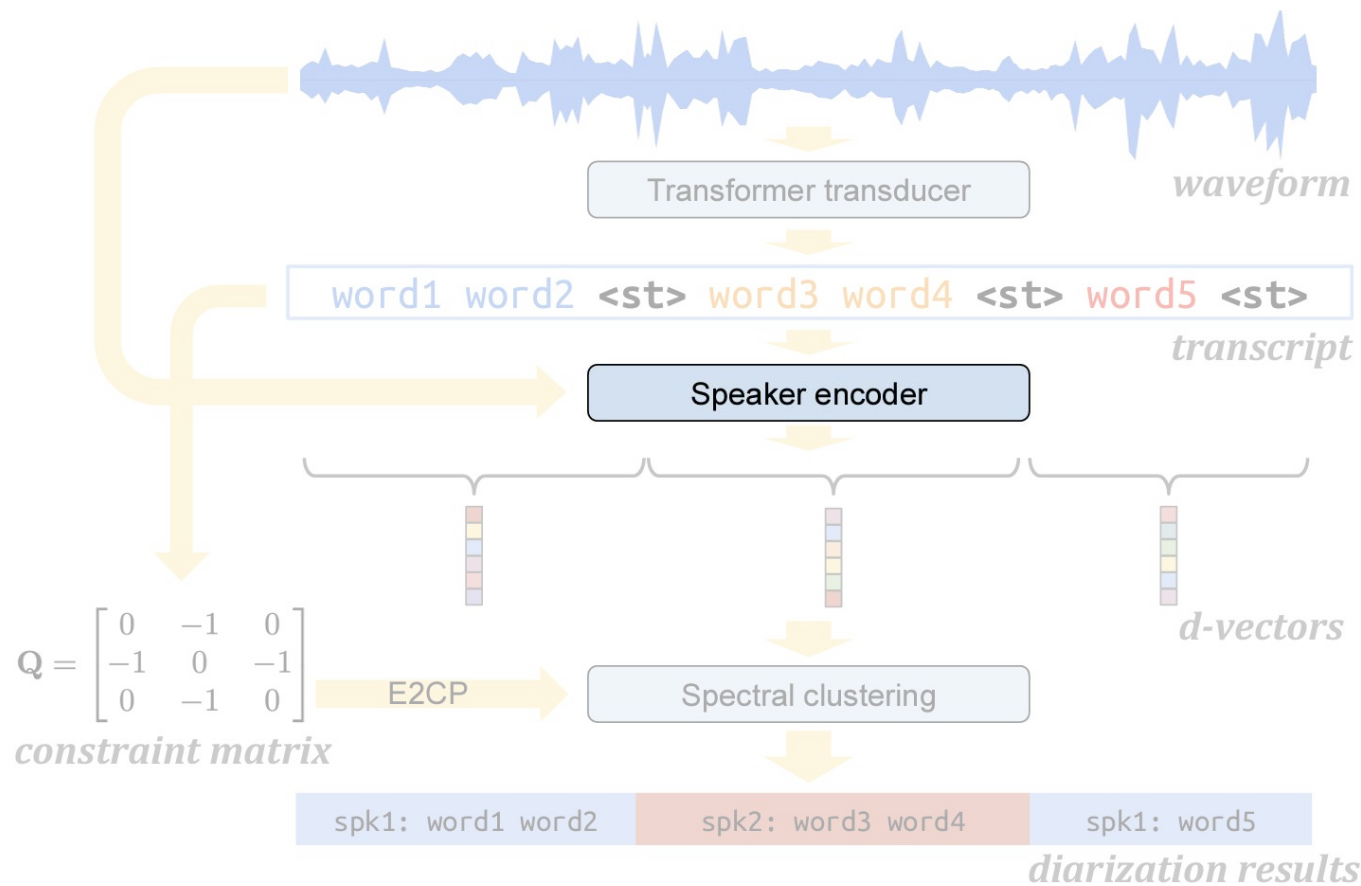 waveform
Transformer transducer
word1 word2 <st> word3 word4 <st> word5 <st>
transcript
Speaker encoder
d-vectors
Q = [0 −1 0
−1 0 −1
0 −1 0]
E2CP
Spectral clustering
constraint matrix
spk1: word1 word2 spk2: word3 word4 spk1: word5
diarization results